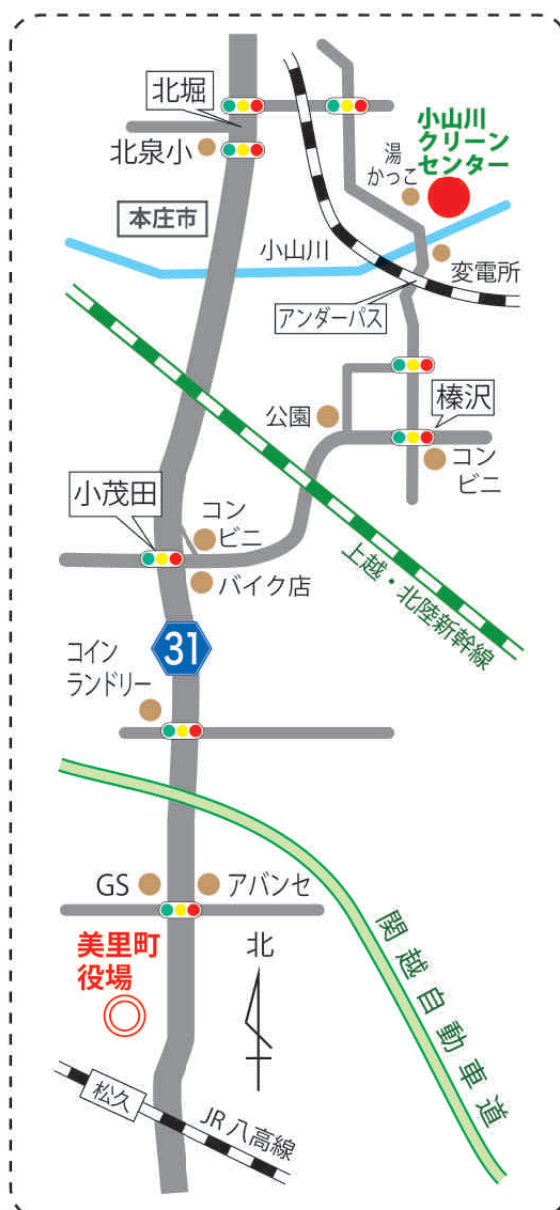 北堀
北泉小
小山川
クリーン
センター
湯
かっこ
本庄市
小山川
変電所
アンダーパス
公園
榛沢
コン
ビニ
小茂田
コン
ビニ
バイク店
上越・北陸新幹線
31
コイン
ランドリー
GS
アバンセ
美里町
役場
北
関越自動車道
松久
JR 八高線